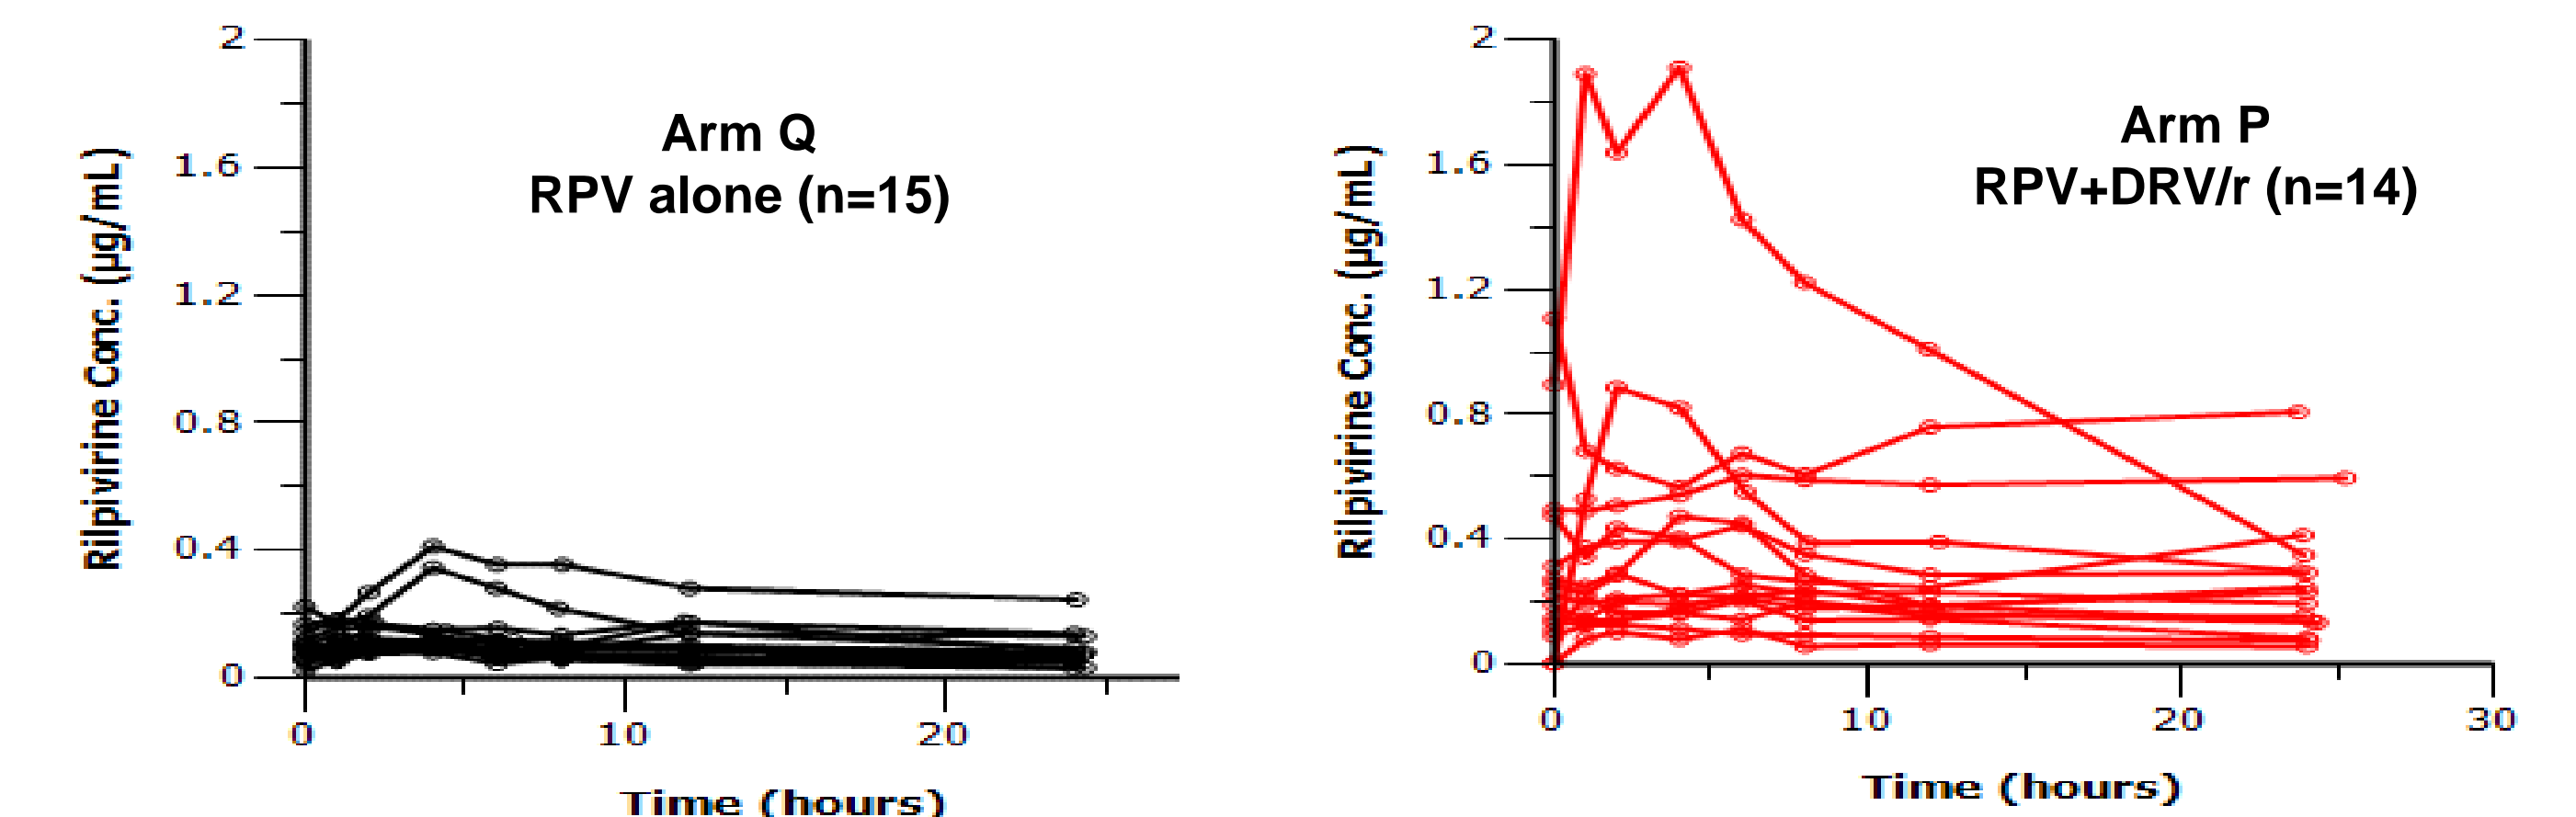 Rilpivirine Conc. (µg/mL)
2
1.6
1.2
0.8
0.4
0
Arm Q
RPV alone (n=15)
0
10
20
Time (hours)
Rilpivirine Conc. (µg/mL)
2
1.6
1.2
0.8
0.4
0
Arm P
RPV+DRV/r (n=14)
0
10
20
30
Time (hours)